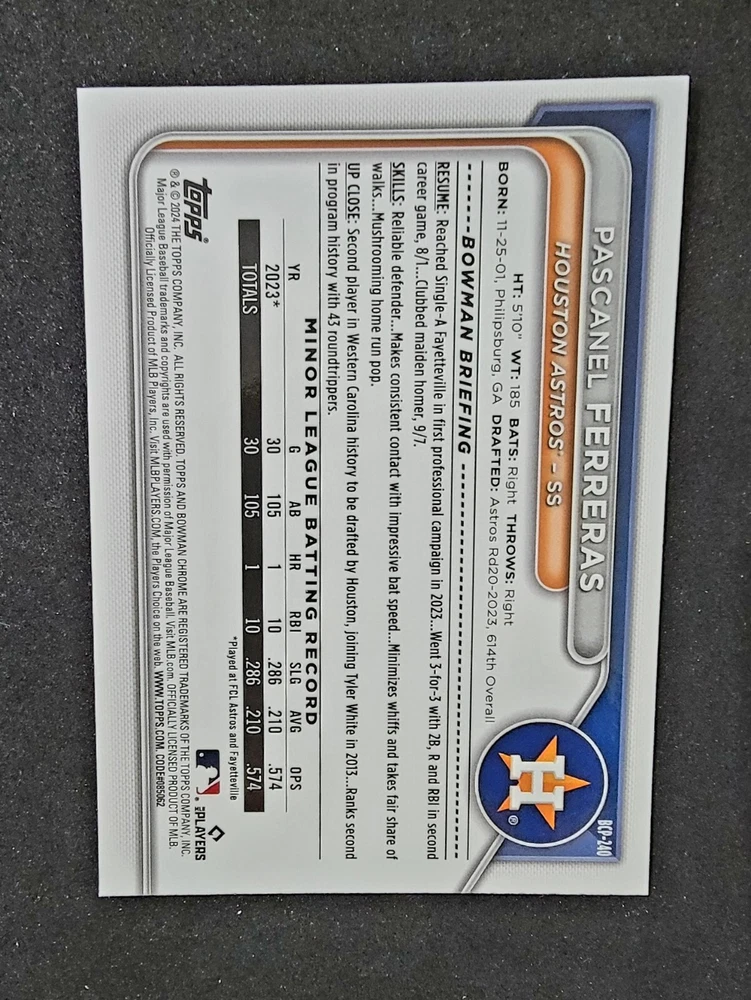 BCP-240
PASCANEL FERRERAS
HOUSTON ASTROS® – SS
H®
HT: 5'10" WT: 185 BATS: Right THROWS: Right
BORN: 11-25-01, Philipsburg, GA DRAFTED: Astros Rd20-2023, 614th Overall
BOWMAN BRIEFING
RESUME: Reached Single-A Fayetteville in first professional campaign in 2023...Went 3-for-3 with 2B, R and RBI in second
career game, 8/1...Clubbed maiden homer, 9/7.
SKILLS: Reliable defender...Makes consistent contact with impressive bat speed...Minimizes whiffs and takes fair share of
walks...Mushrooming home run pop.
UP CLOSE: Second player in Western Carolina history to be drafted by Houston, joining Tyler White in 2013...Ranks second
in program history with 43 roundtrippers.
MINOR LEAGUE BATTING RECORD
YR G AB HR RBI SLG AVG OPS
2023* 30 105 1 10 .286 .210 .574
TOTALS 30 105 1 10 .286 .210 .574
*Played at FCL Astros and Fayetteville
topps®
MLB PLAYERS
® & © 2024 THE TOPPS COMPANY, INC. ALL RIGHTS RESERVED. TOPPS AND BOWMAN CHROME ARE REGISTERED TRADEMARKS OF THE TOPPS COMPANY, INC.
Major League Baseball trademarks and copyrights are used with permission of Major League Baseball. Visit MLB.com. OFFICIALLY LICENSED PRODUCT OF MLB
Officially Licensed Product of MLB Players, Inc. Visit MLBPLAYERS.COM, the Players Choice on the web. WWW.TOPPS.COM. CODE#085062